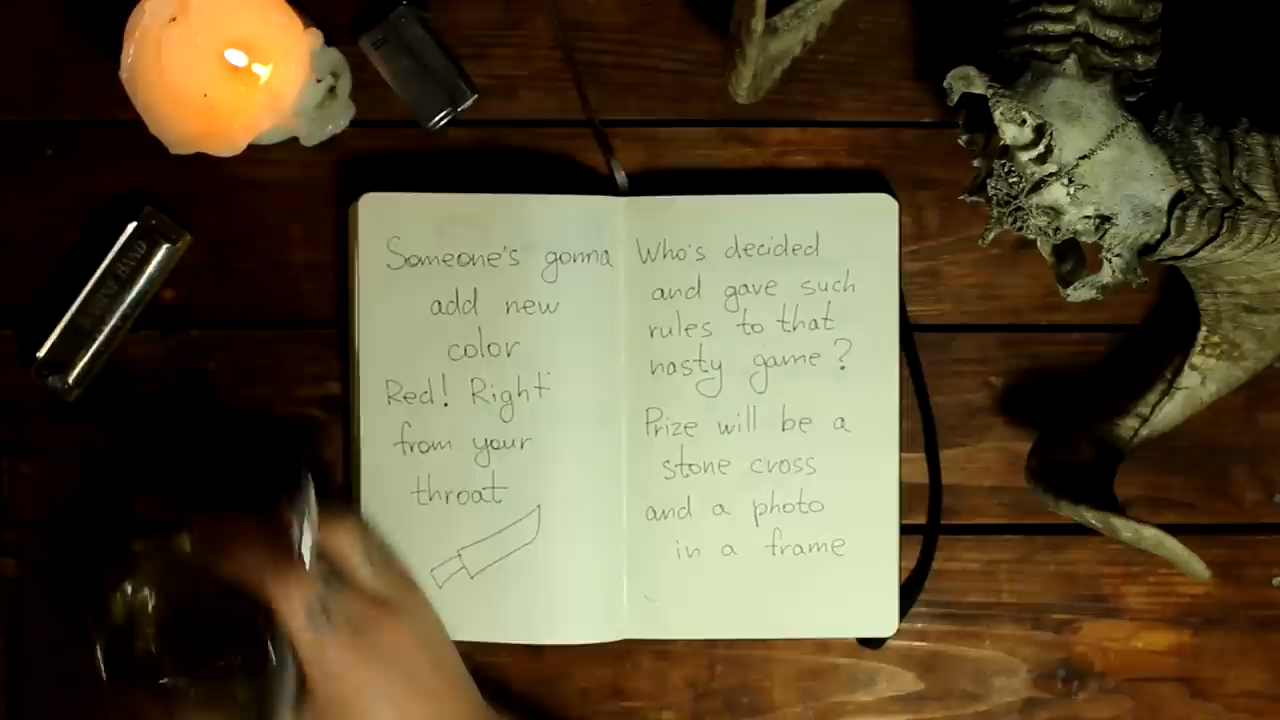 Someone's gonna
add new
color
Red! Right
from your
throat
Who's decided
and gave such
rules to that
nasty game?
Prize will be a
stone cross
and a photo
in a frame